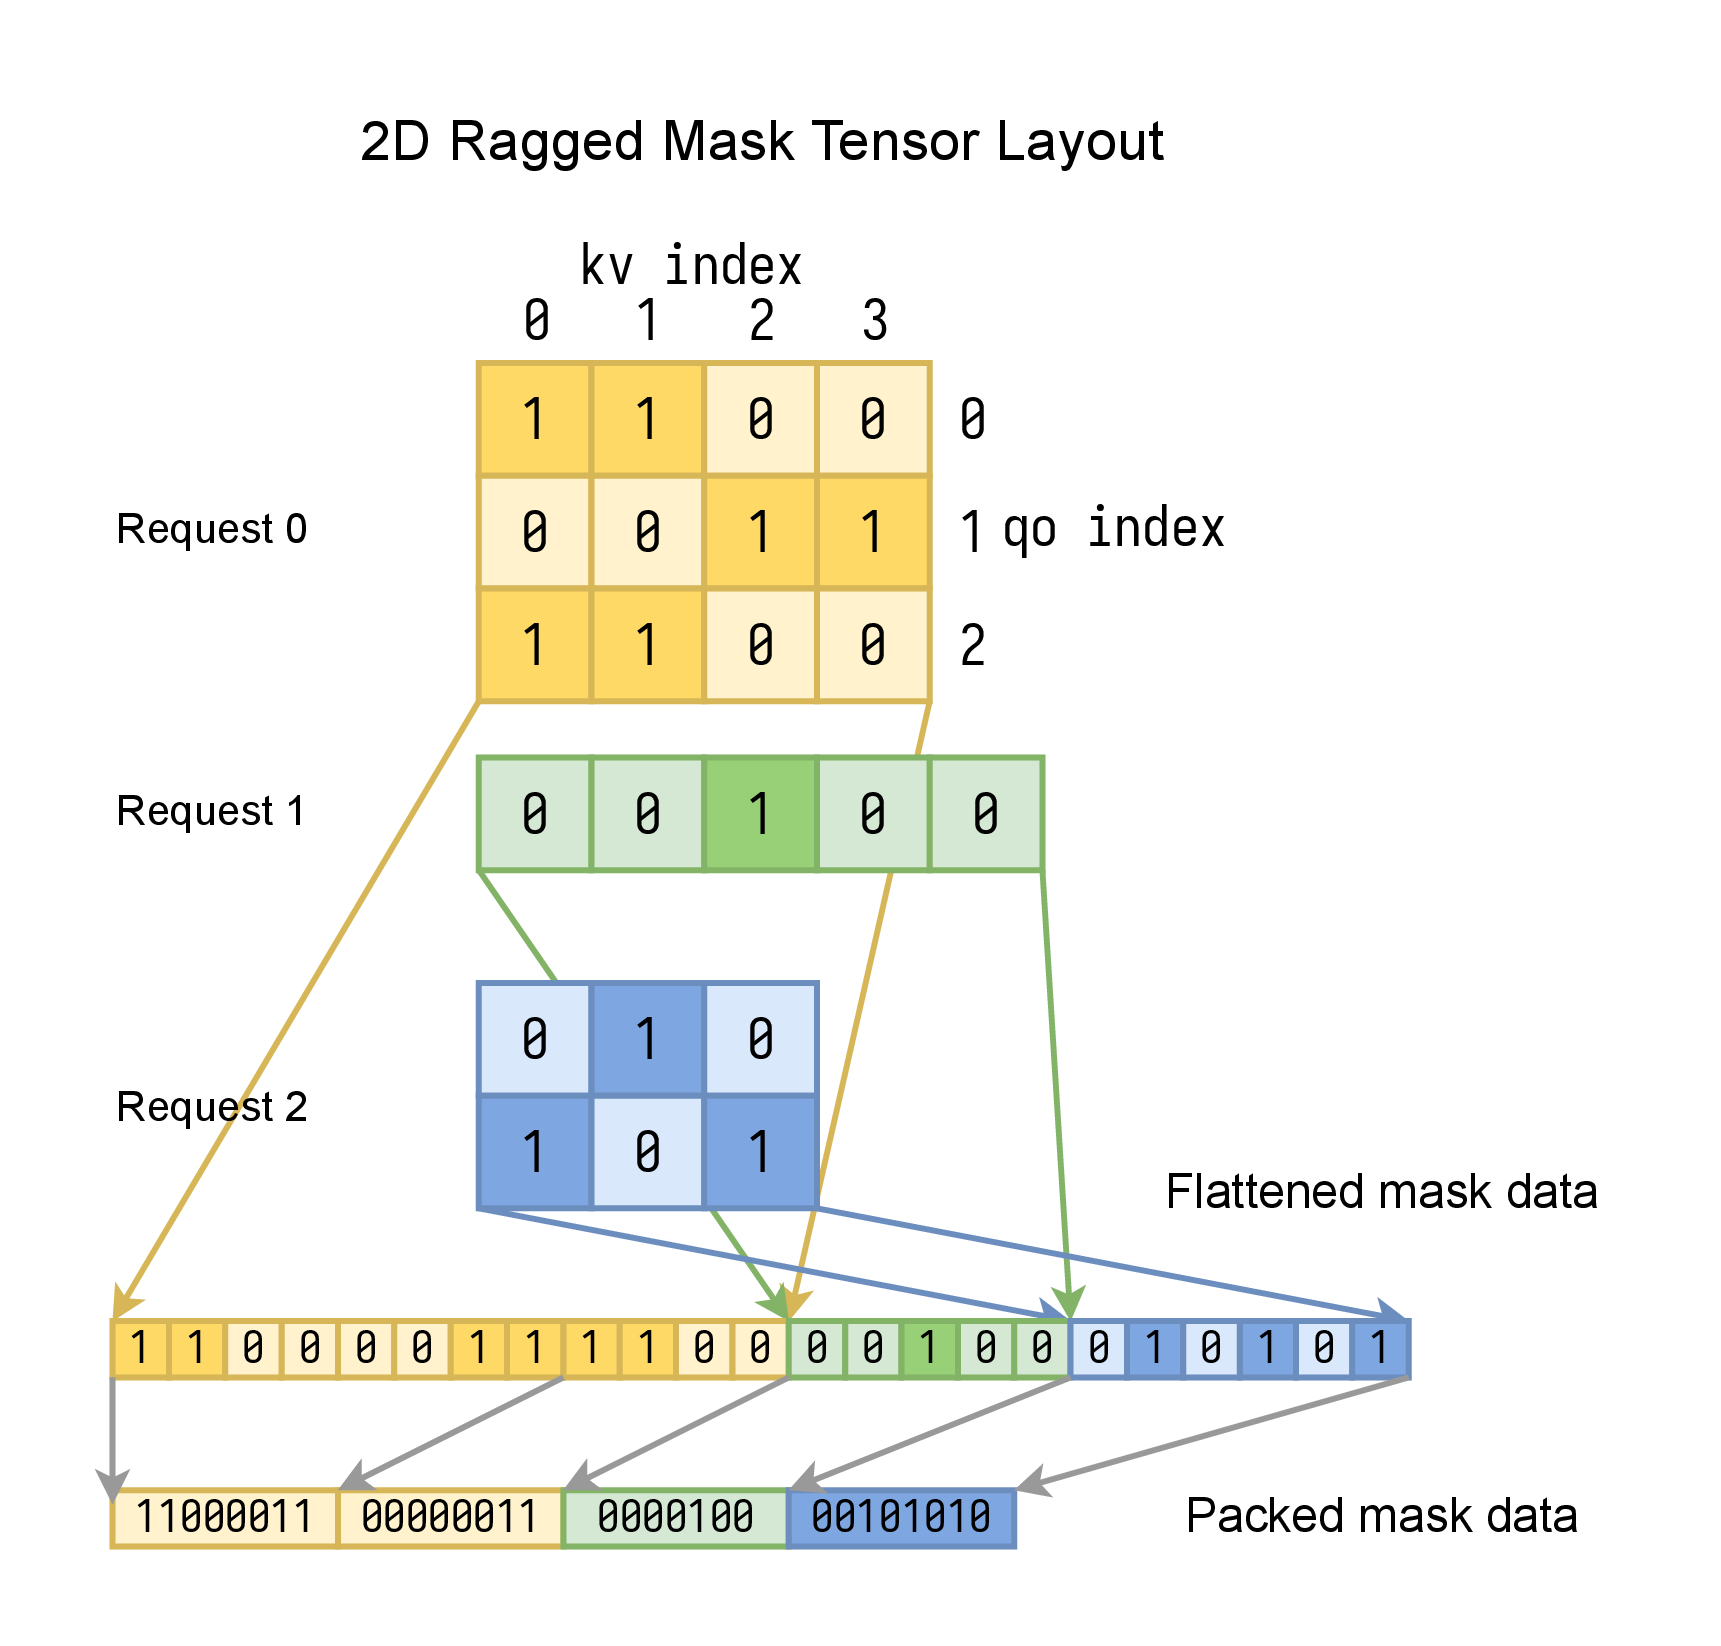 2D Ragged Mask Tensor Layout
kv index
0 1 2 3
1 1 0 0 0
Request 0 0 0 1 1 1 qo index
1 1 0 0 2
Request 1 0 0 1 0 0
0 1 0
Request 2
1 0 1
Flattened mask data
1 1 0 0 0 0 1 1 1 1 0 0 0 0 1 0 0 0 1 0 1 0 1
11000011 00000011 0000100 00101010 Packed mask data